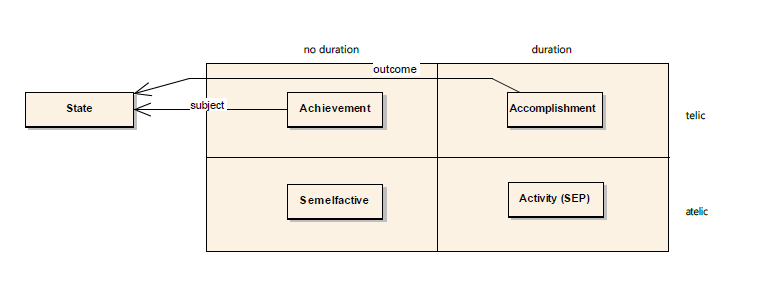 no duration
duration
outcome
State
subject
Achievement
Accomplishment
telic
Semelfactive
Activity (SEP)
atelic